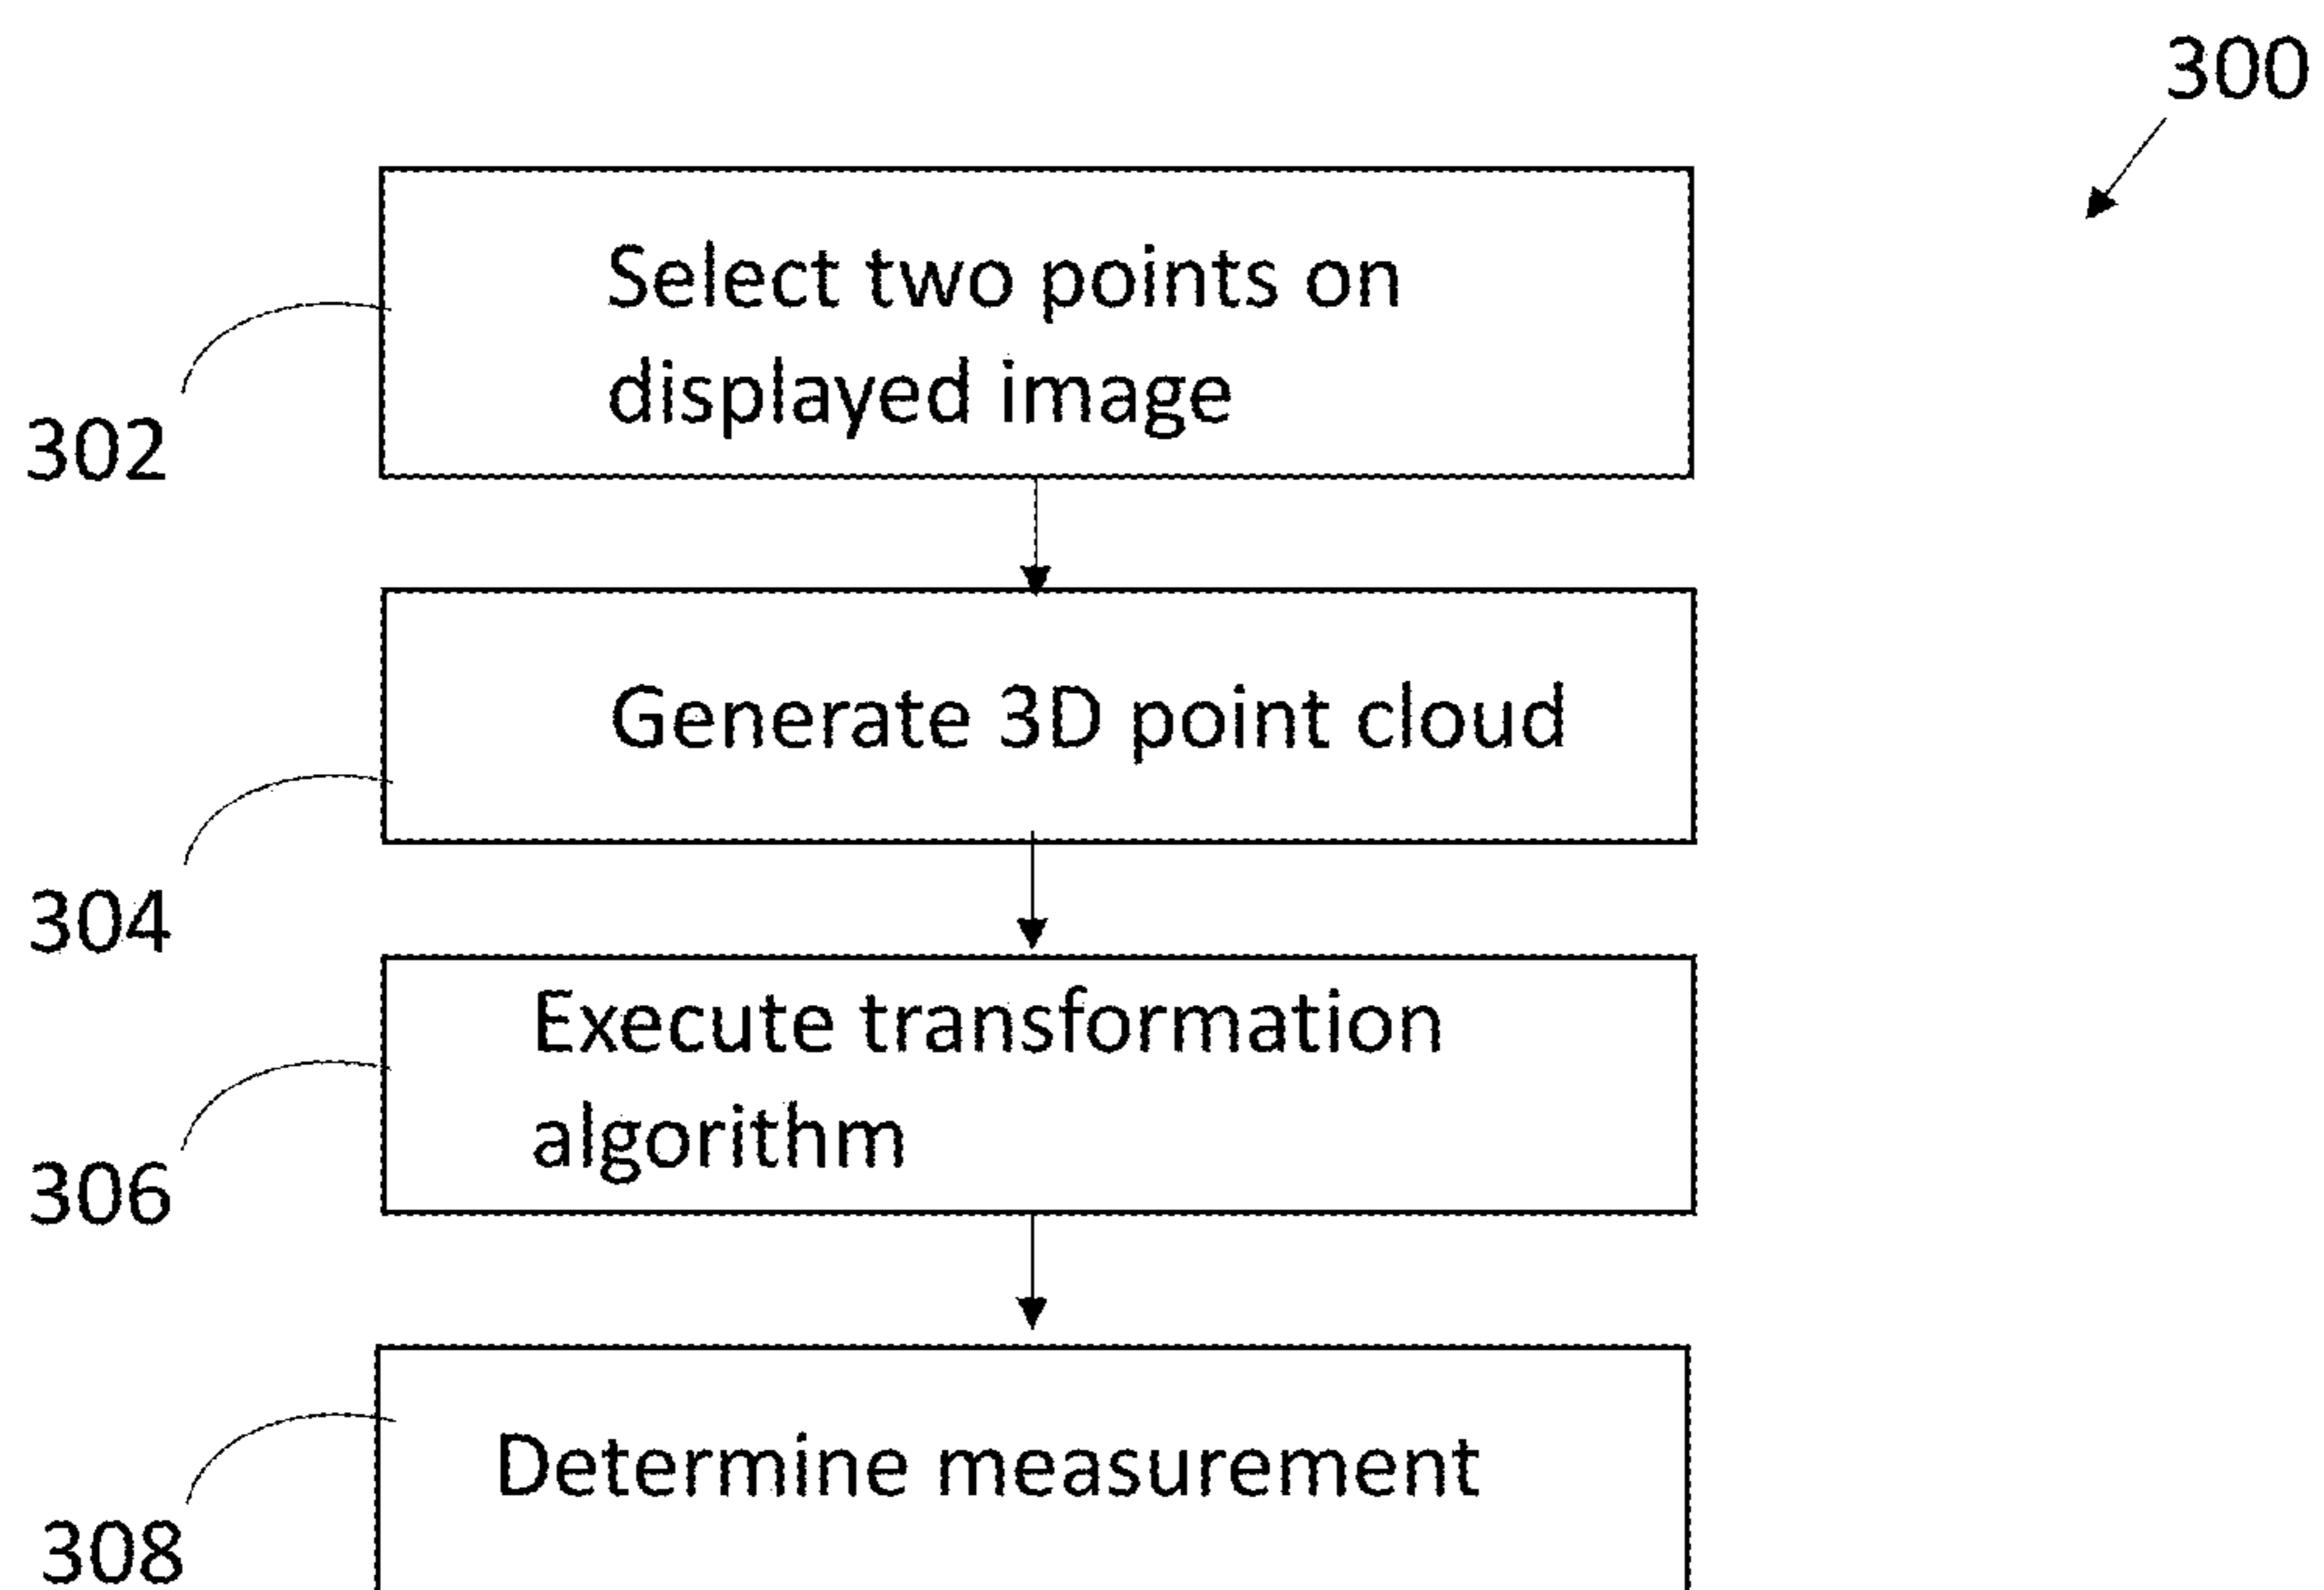 300
Select two points on
displayed image
302
Generate 3D point cloud
304
Execute transformation
algorithm
306
Determine measurement
308